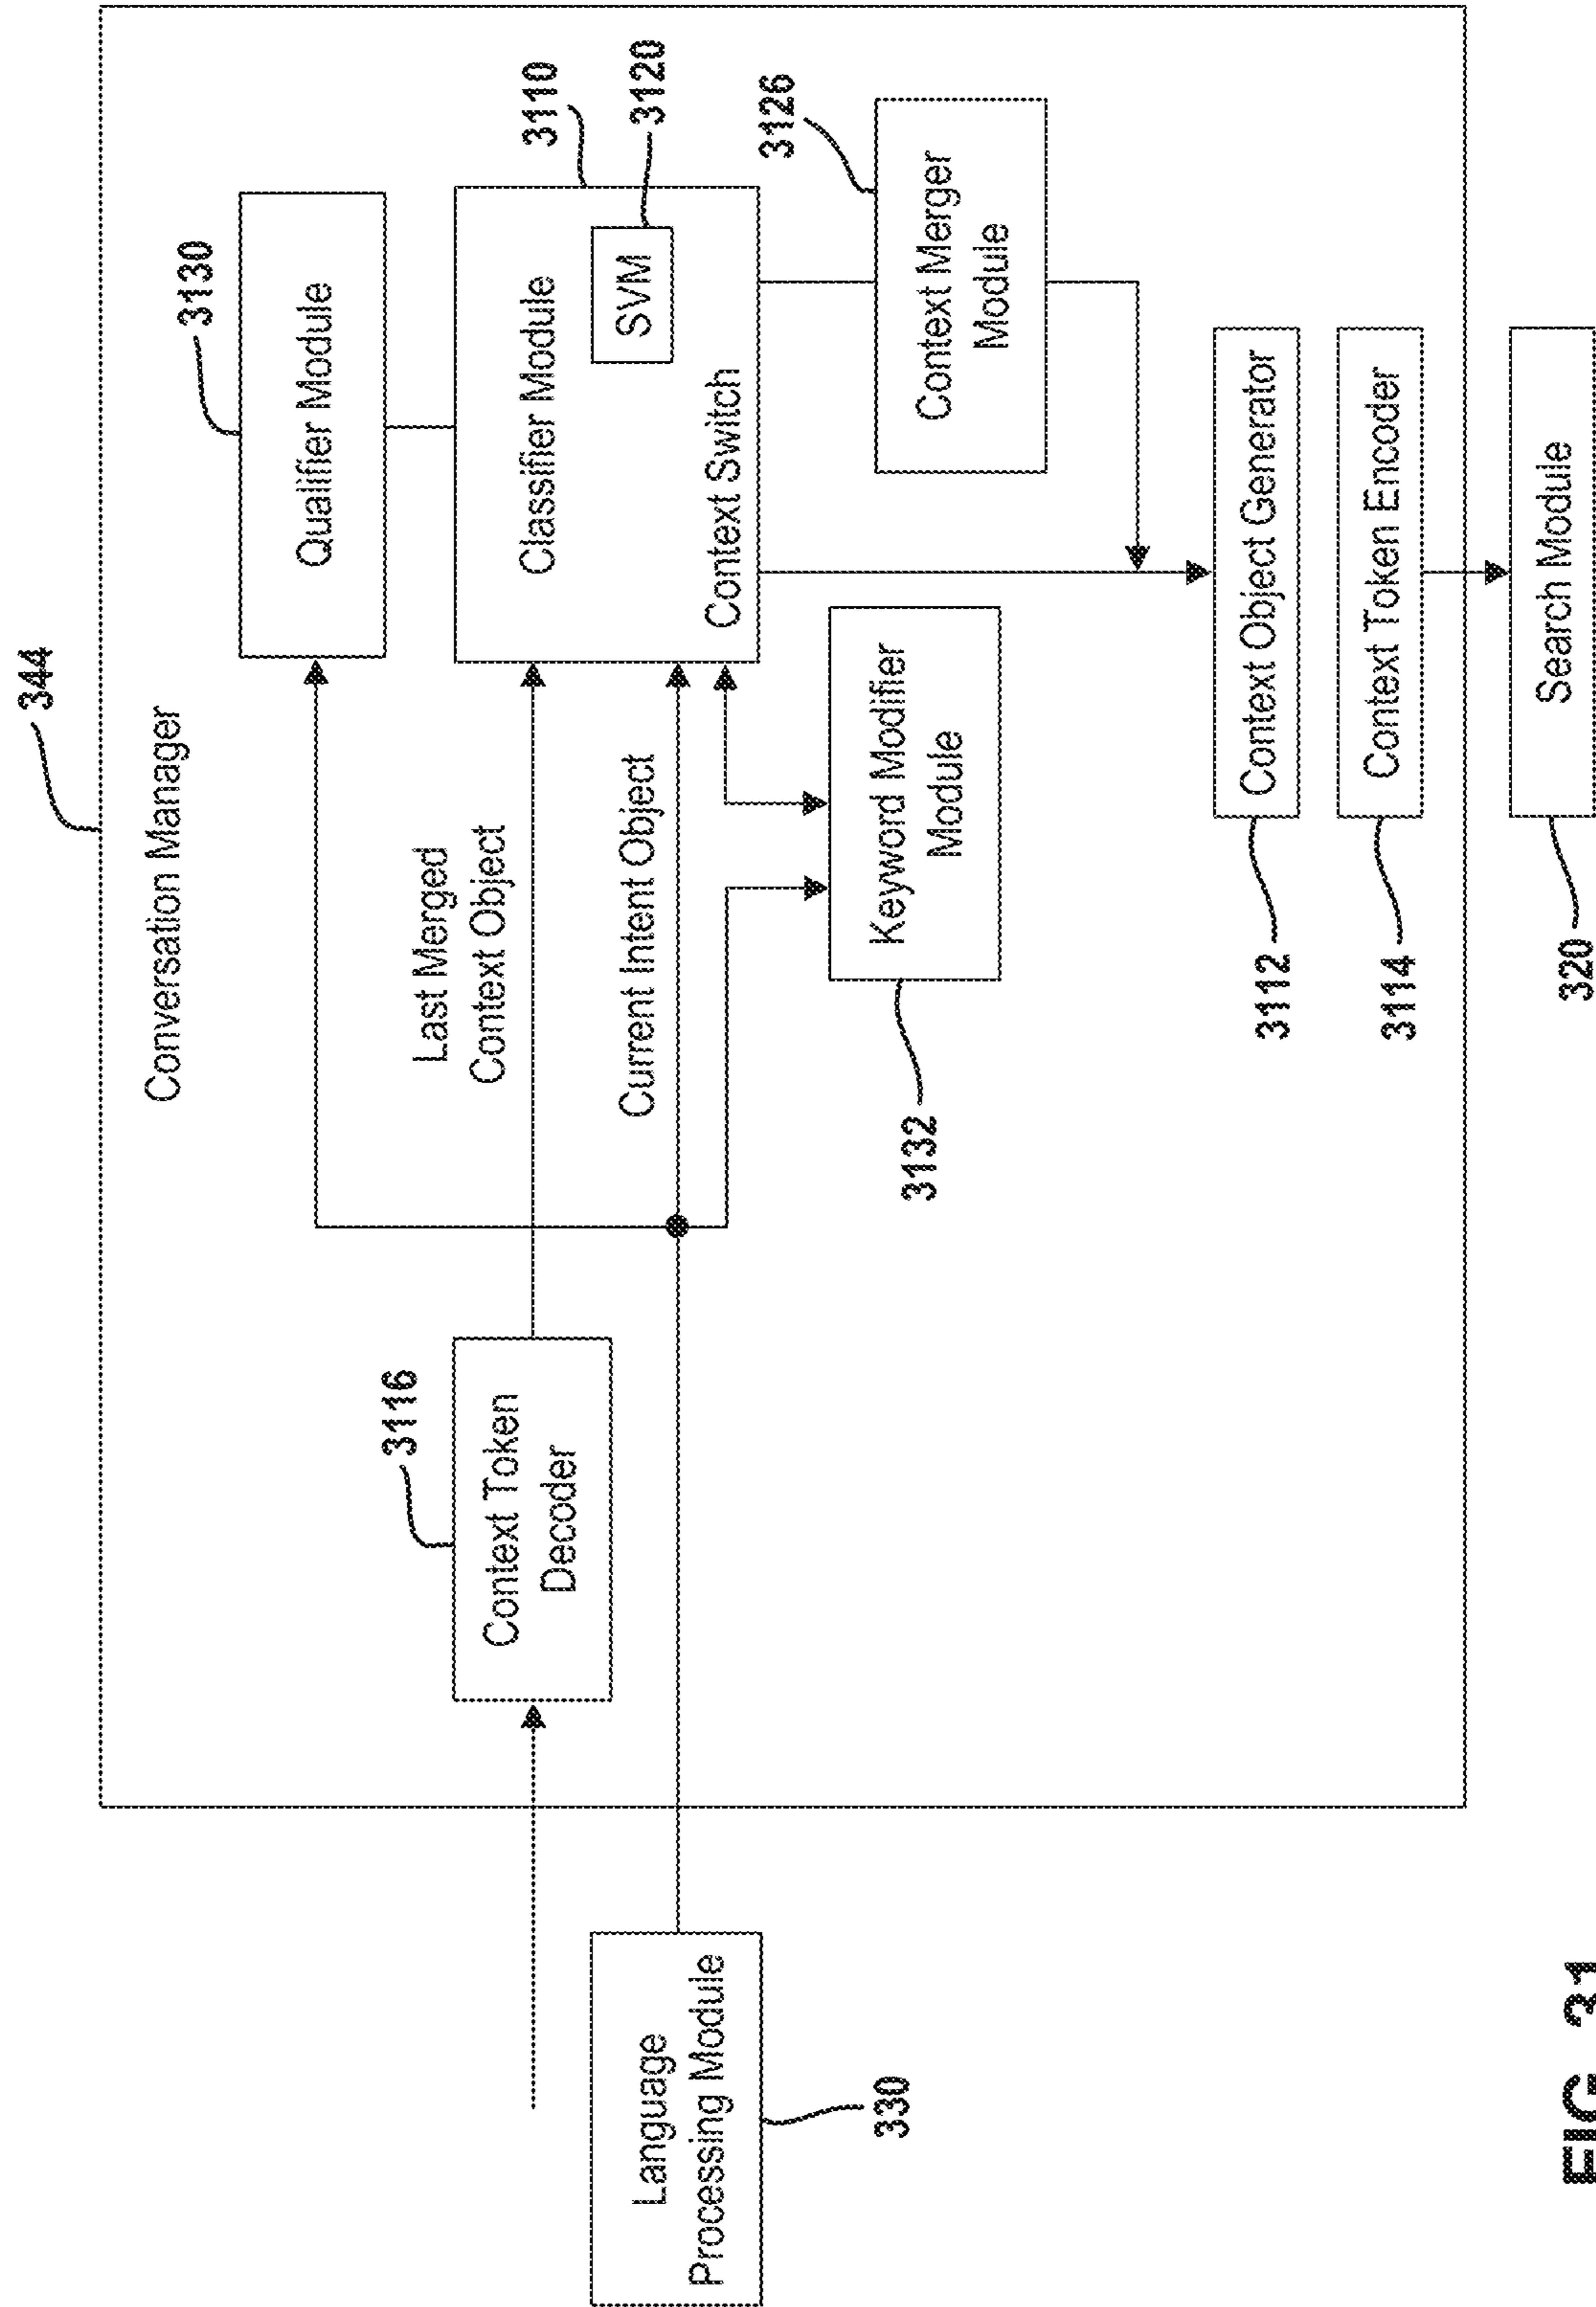 344
Conversation Manager
3130
Qualifier Module
3110
3120
Classifier Module
SVM
Context Switch
3116
Context Token
Decoder
Last Merged
Context Object
Current Intent Object
Language
Processing Module
330
Keyword Modifier
Module
3132
3126
Context Merger
Module
3112
Context Object Generator
3114
Context Token Encoder
320
Search Module
FIG. 31